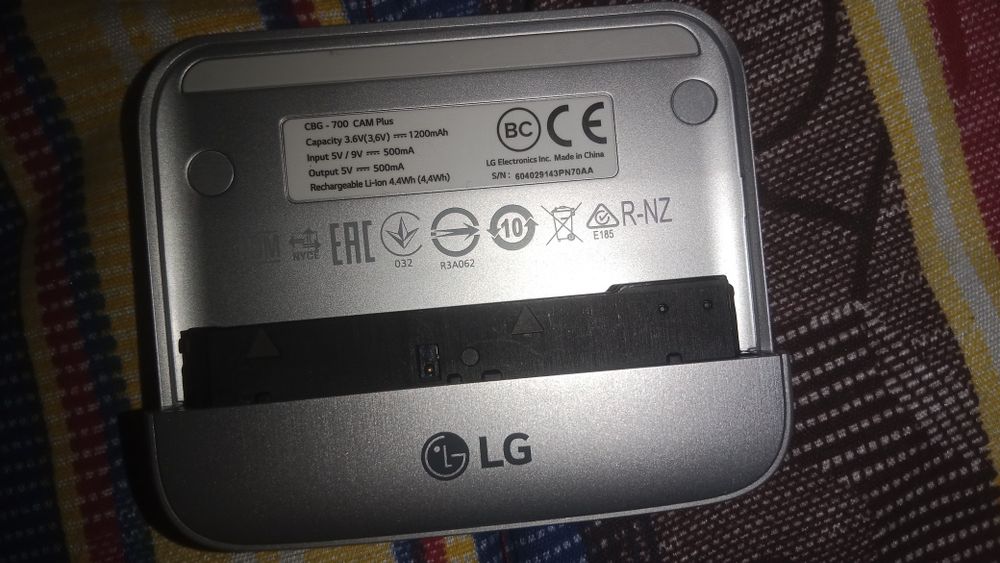 CBG - 700 CAM Plus
Capacity 3.6V(3,6V) ⎓ 1200mAh
Input 5V / 9V ⎓ 500mA
Output 5V ⎓ 500mA
Rechargeable Li-Ion 4.4Wh (4,4Wh)
BC CE
LG Electronics Inc. Made in China
S/N : 604029143PN70AA
NYCE
EAC
032
R3A062
10
E185
R-NZ
LG